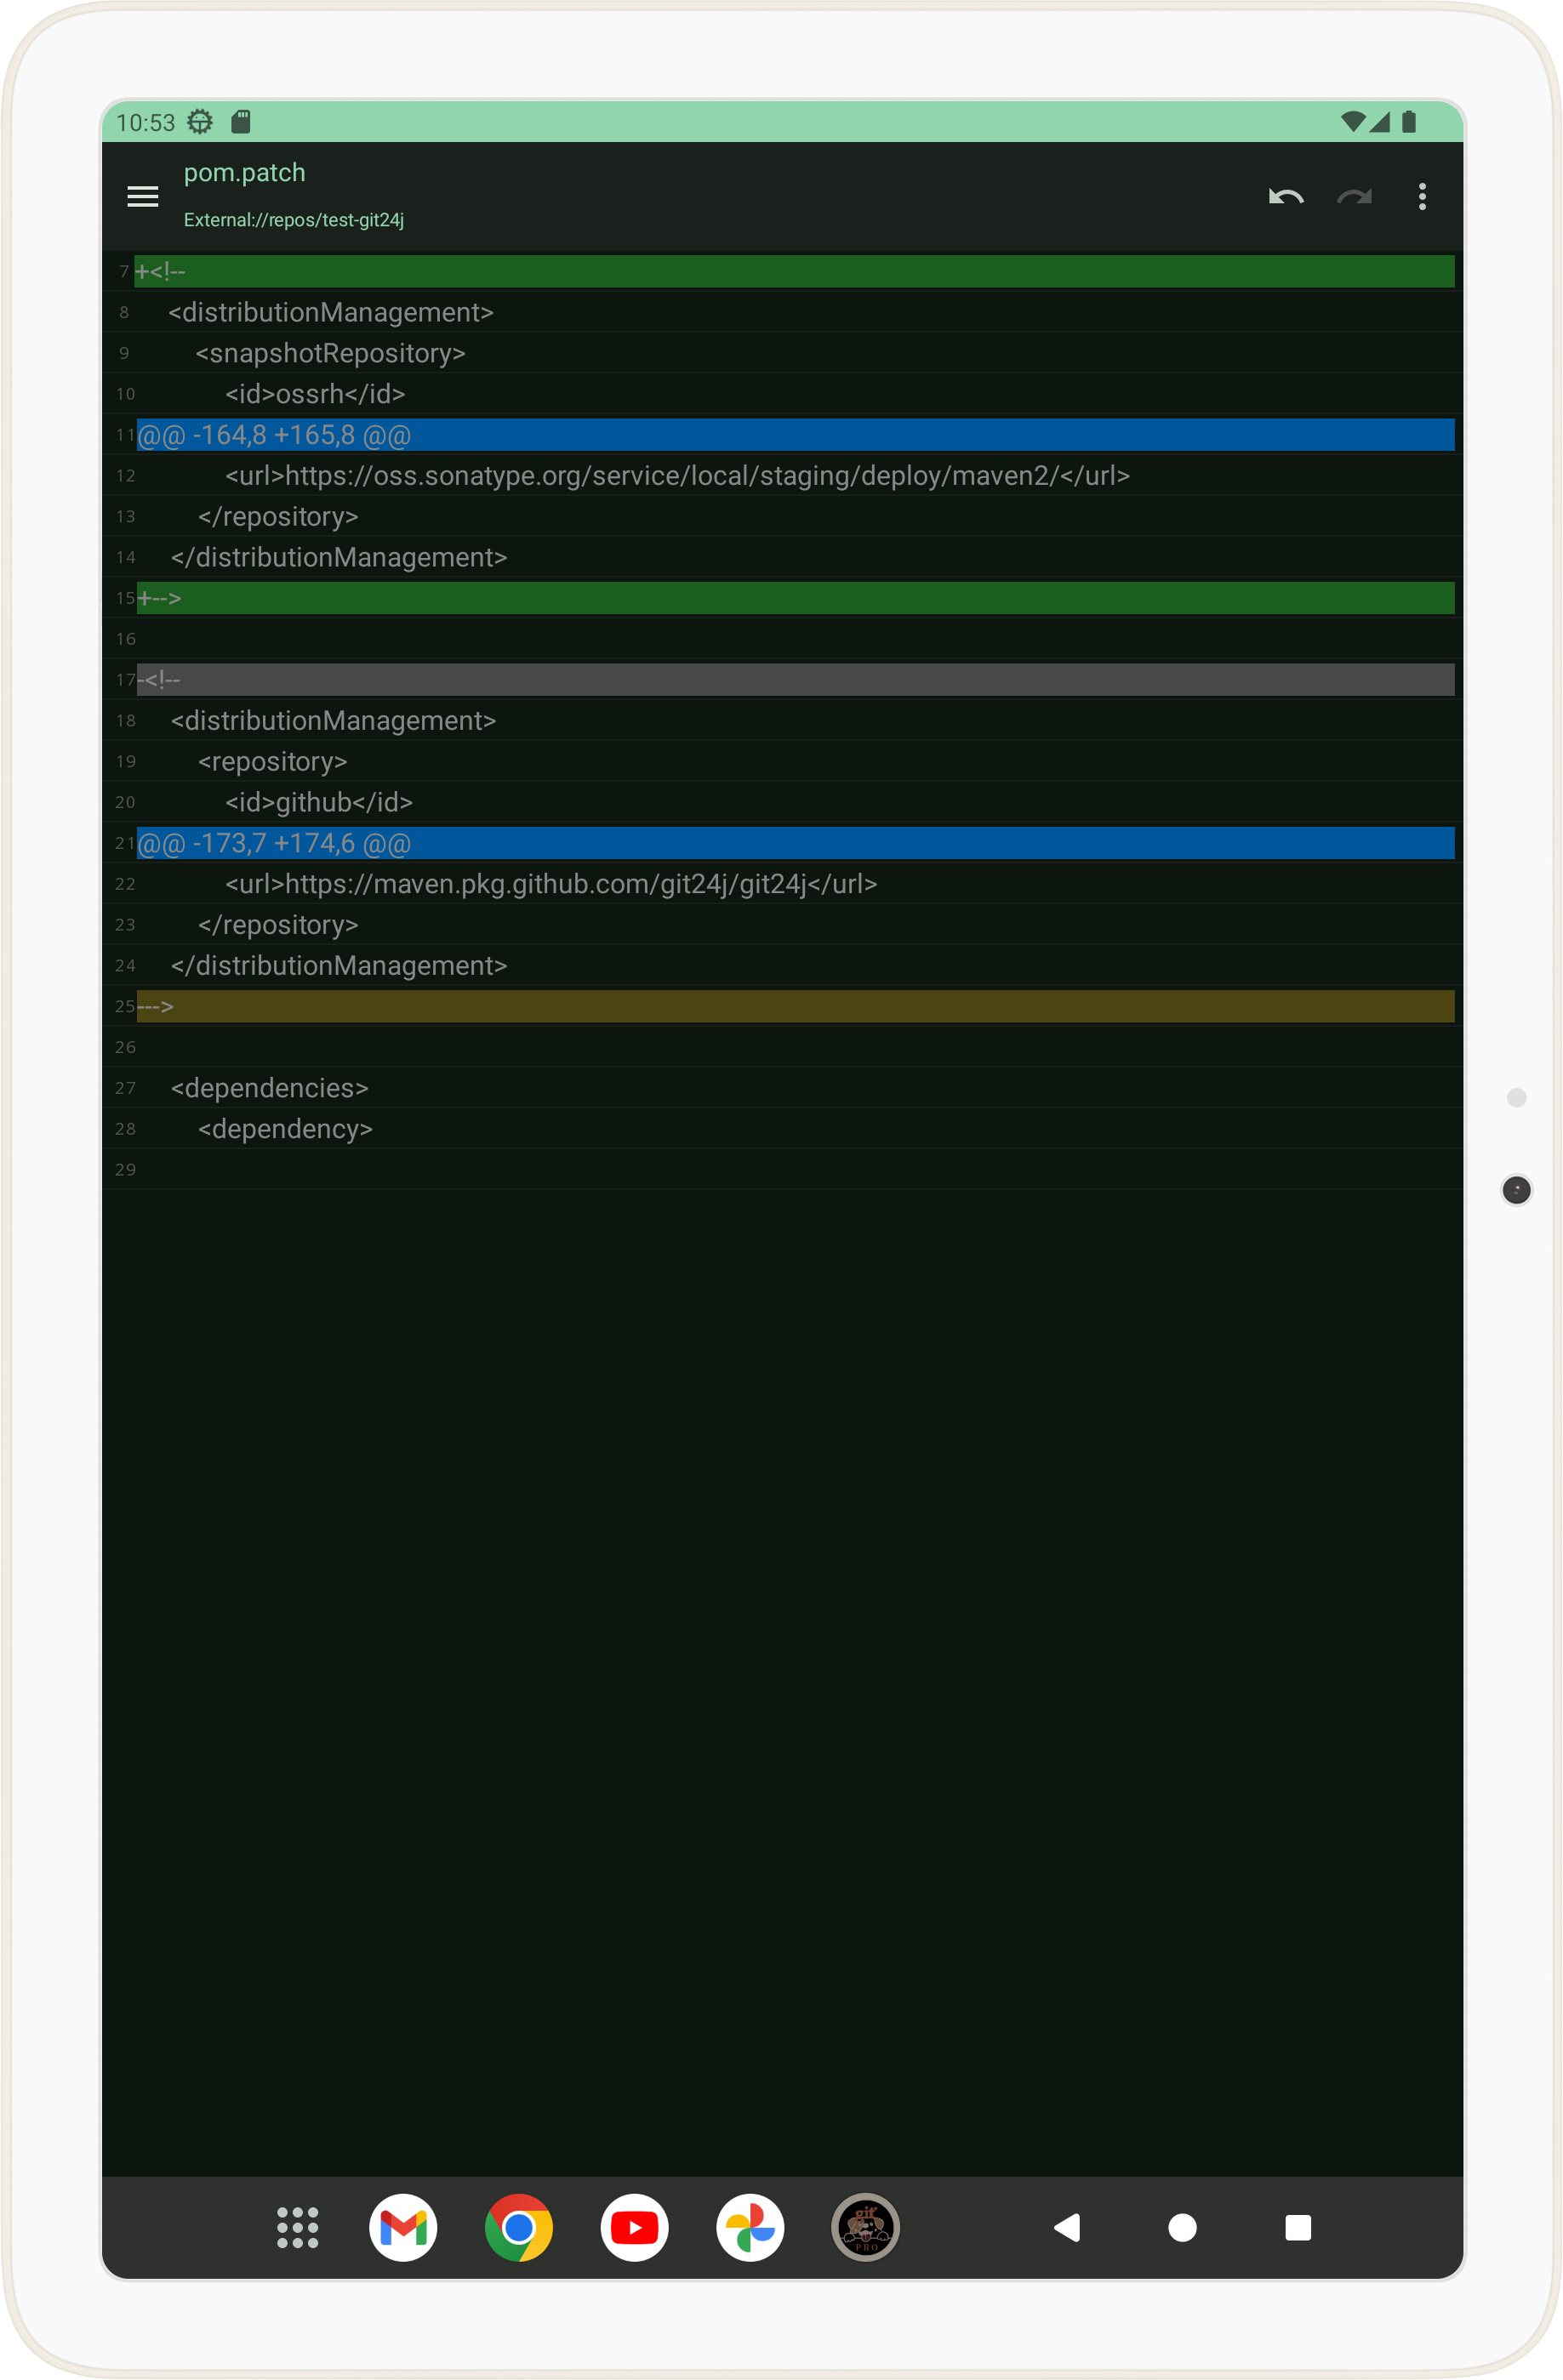 10:53
pom.patch
External://repos/test-git24j
7 +<!--
8 <distributionManagement>
9 <snapshotRepository>
10 <id>ossrh</id>
11 @@ -164,8 +165,8 @@
12 <url>https://oss.sonatype.org/service/local/staging/deploy/maven2/</url>
13 </repository>
14 </distributionManagement>
15 +-->
16
17 -<!--
18 <distributionManagement>
19 <repository>
20 <id>github</id>
21 @@ -173,7 +174,6 @@
22 <url>https://maven.pkg.github.com/git24j/git24j</url>
23 </repository>
24 </distributionManagement>
25 --->
26
27 <dependencies>
28 <dependency>
29
git
PRO